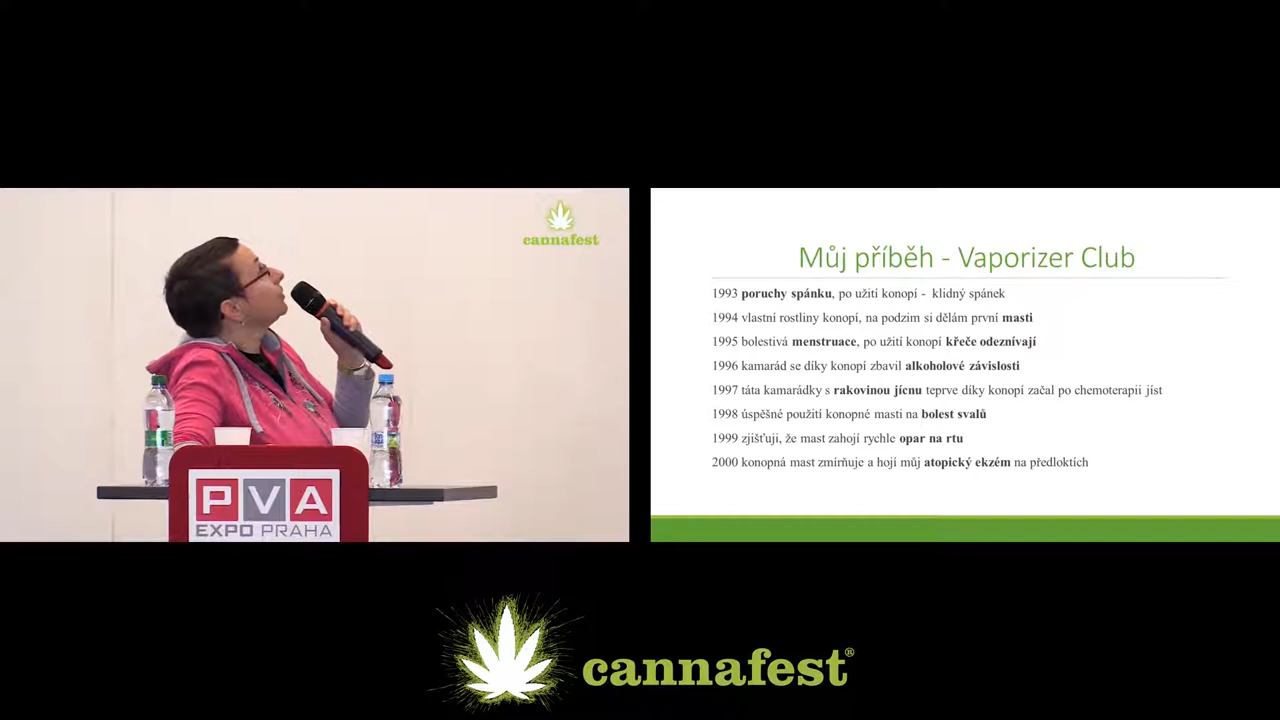 cannafest
PVA
EXPO PRAHA
Můj příběh - Vaporizer Club
1993 poruchy spánku, po užití konopí - klidný spánek
1994 vlastní rostliny konopí, na podzim si dělám první masti
1995 bolestivá menstruace, po užití konopí křeče odeznívají
1996 kamarád se díky konopí zbavil alkoholové závislosti
1997 táta kamarádky s rakovinou jícnu teprve díky konopí začal po chemoterapii jíst
1998 úspěšné použití konopné masti na bolest svalů
1999 zjišťuji, že mast zahojí rychle opar na rtu
2000 konopná mast zmírňuje a hojí můj atopický ekzém na předloktích
cannafest®